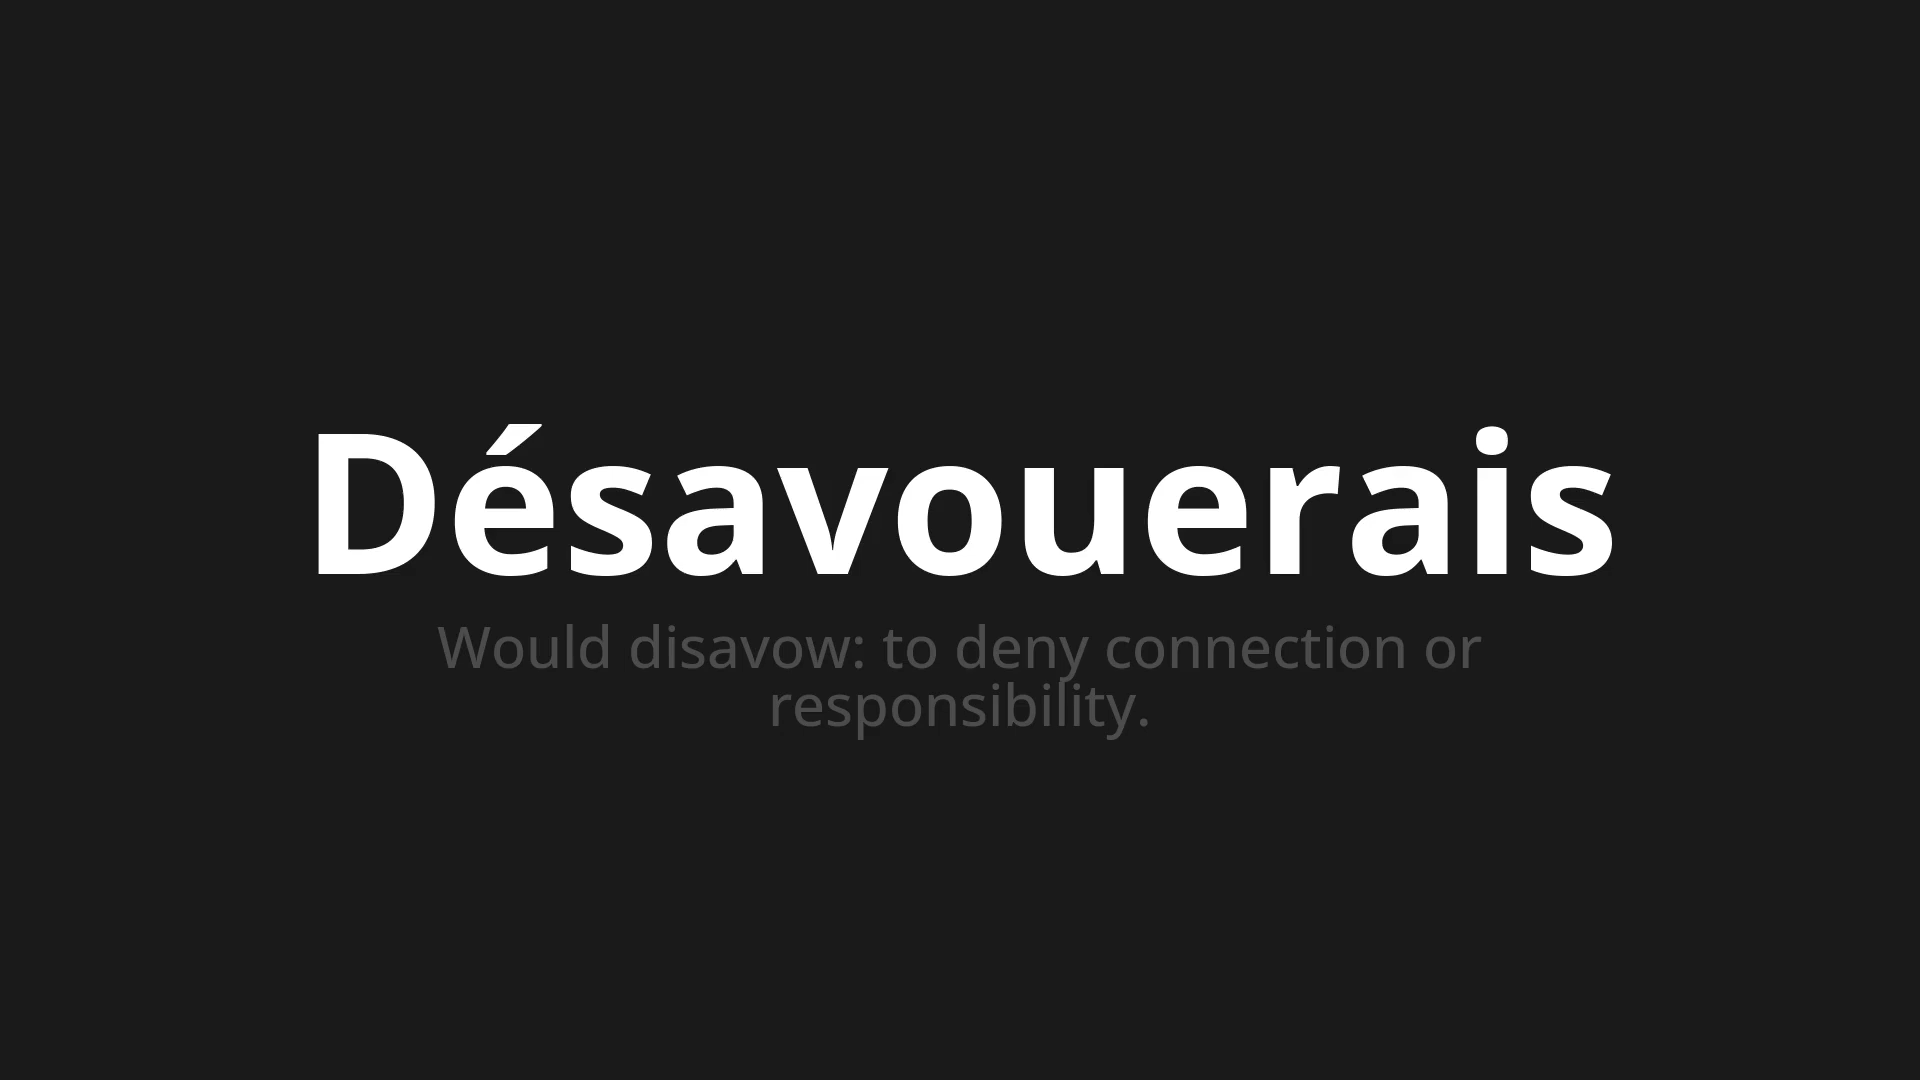 Désavouerais
Would disavow: to deny connection or
responsibility.